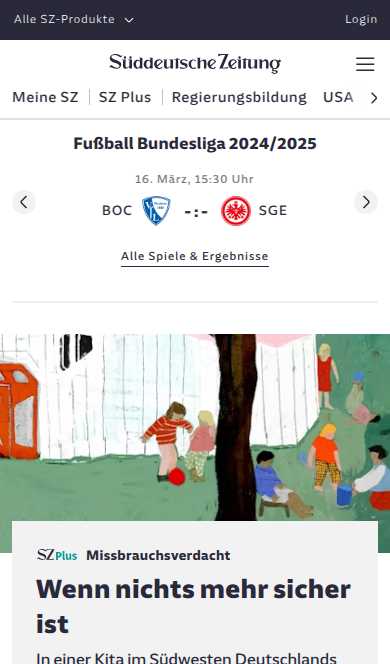 Alle SZ-Produkte
Login
Süddeutsche Zeitung
Meine SZ SZ Plus Regierungsbildung USA
Fußball Bundesliga 2024/2025
16. März, 15:30 Uhr
BOC -:- SGE
Alle Spiele & Ergebnisse
SZ Plus Missbrauchsverdacht
Wenn nichts mehr sicher
ist
In einer Kita im Südwesten Deutschlands